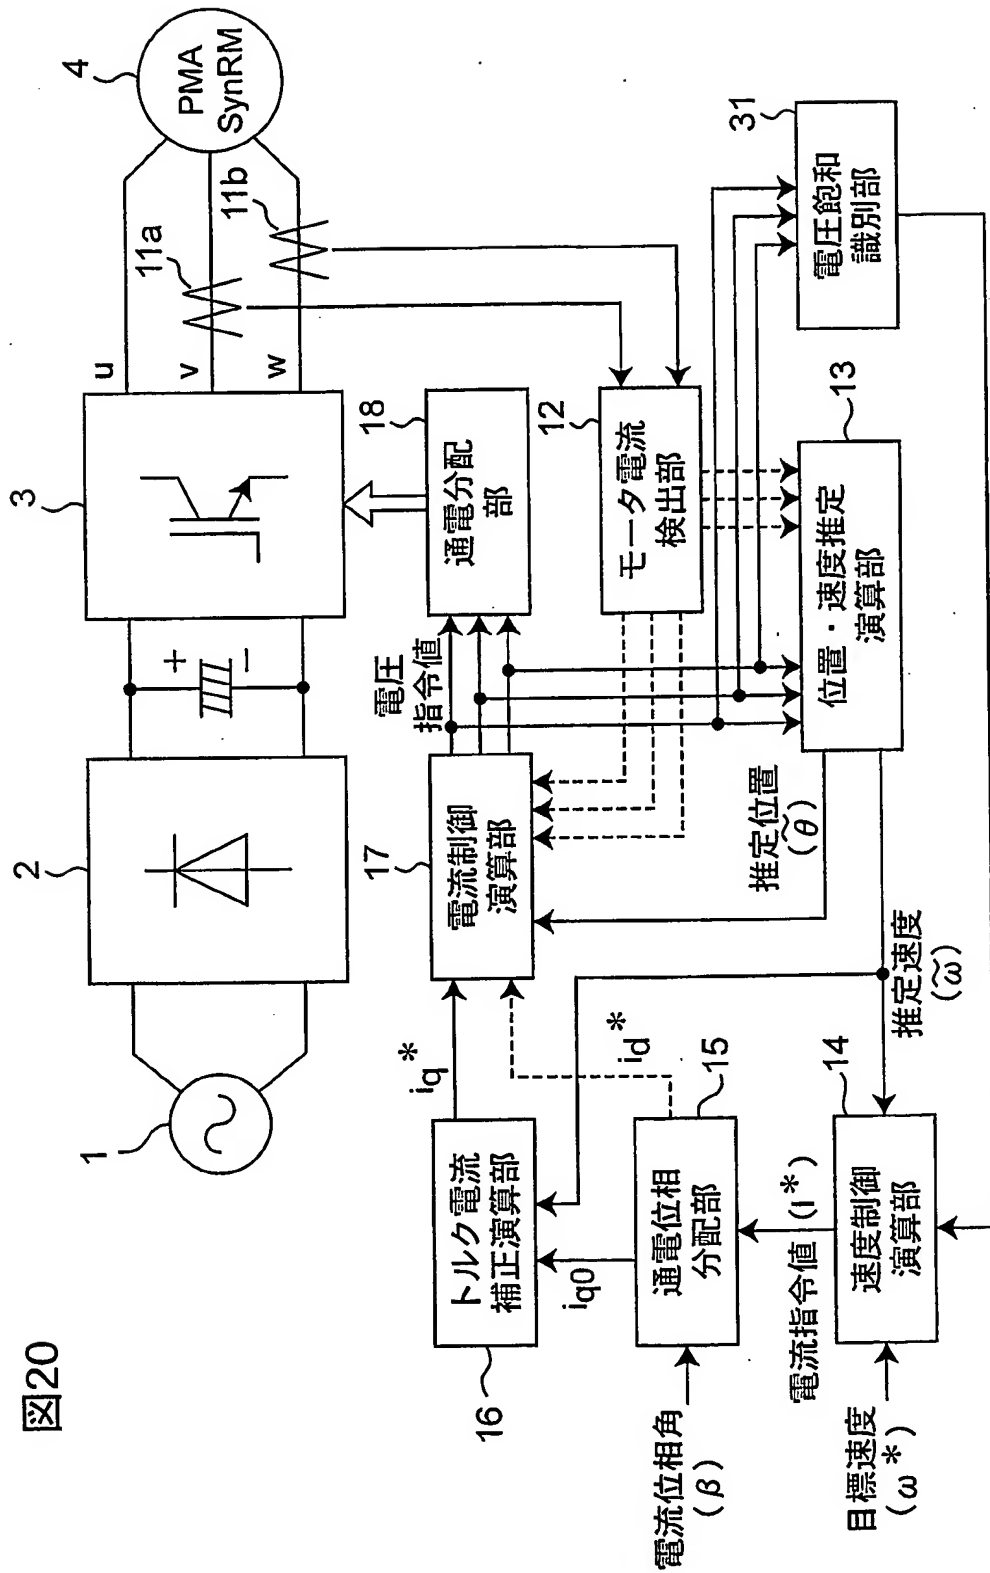 図20
1
2
3
4
PMA
SynRM
u
v
w
11a
11b
+
−
16
トルク電流
補正演算部
iq*
17
電流制御
演算部
電圧
指令値
18
通電分配
部
iq0
id*
電流位相角
(β)
通電位相
分配部
15
12
モータ電流
検出部
電流指令値 (I*)
推定位置
(θ̃)
目標速度
(ω*)
速度制御
演算部
14
推定速度
(ω̃)
位置・速度推定
演算部
13
31
電圧飽和
識別部